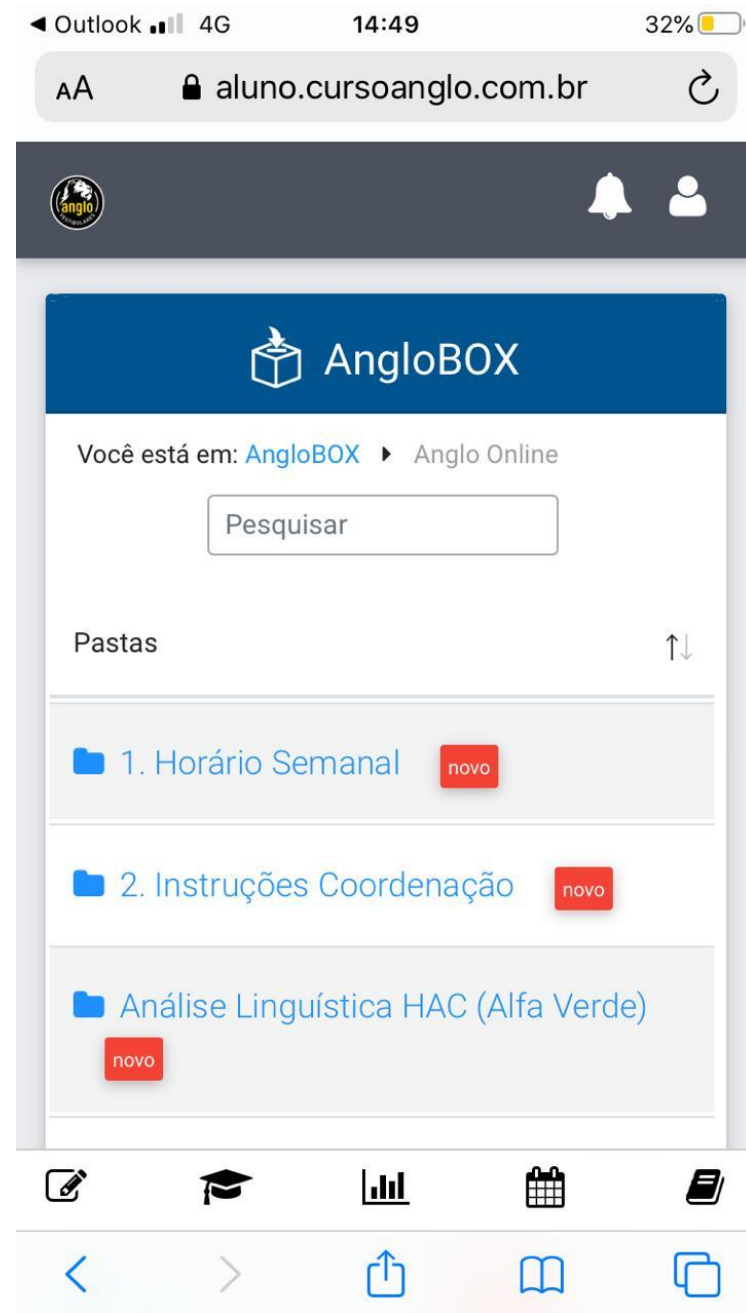 Outlook 4G 14:49 32%
AA aluno.cursoanglo.com.br
anglo
VESTIBULARES
AngloBOX
Você está em: AngloBOX Anglo Online
Pesquisar
Pastas
1. Horário Semanal novo
2. Instruções Coordenação novo
Análise Linguística HAC (Alfa Verde)
novo